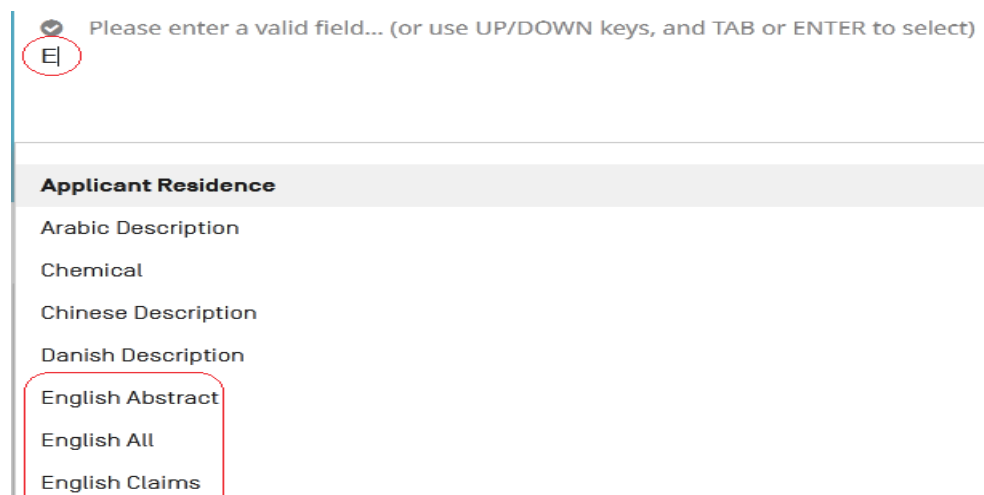 Please enter a valid field... (or use UP/DOWN keys, and TAB or ENTER to select)
E
Applicant Residence
Arabic Description
Chemical
Chinese Description
Danish Description
English Abstract
English All
English Claims